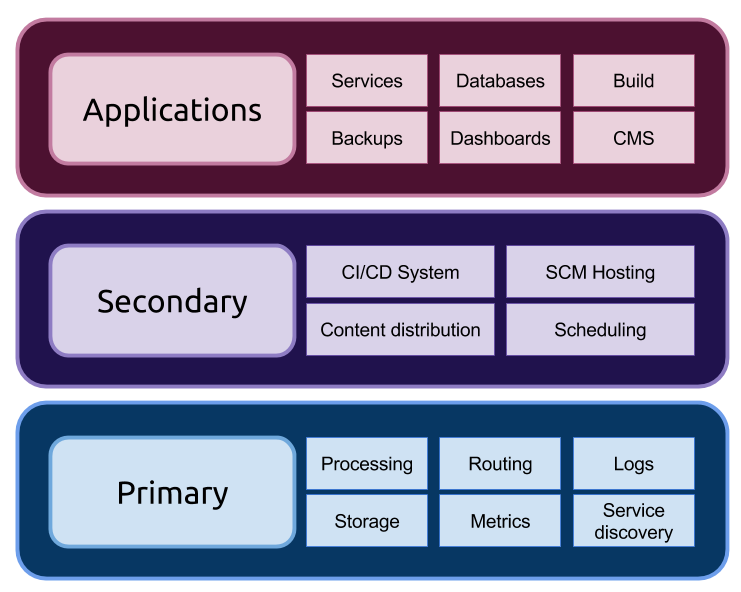 Applications
Services
Databases
Build
Backups
Dashboards
CMS
Secondary
CI/CD System
SCM Hosting
Content distribution
Scheduling
Primary
Processing
Routing
Logs
Storage
Metrics
Service
discovery